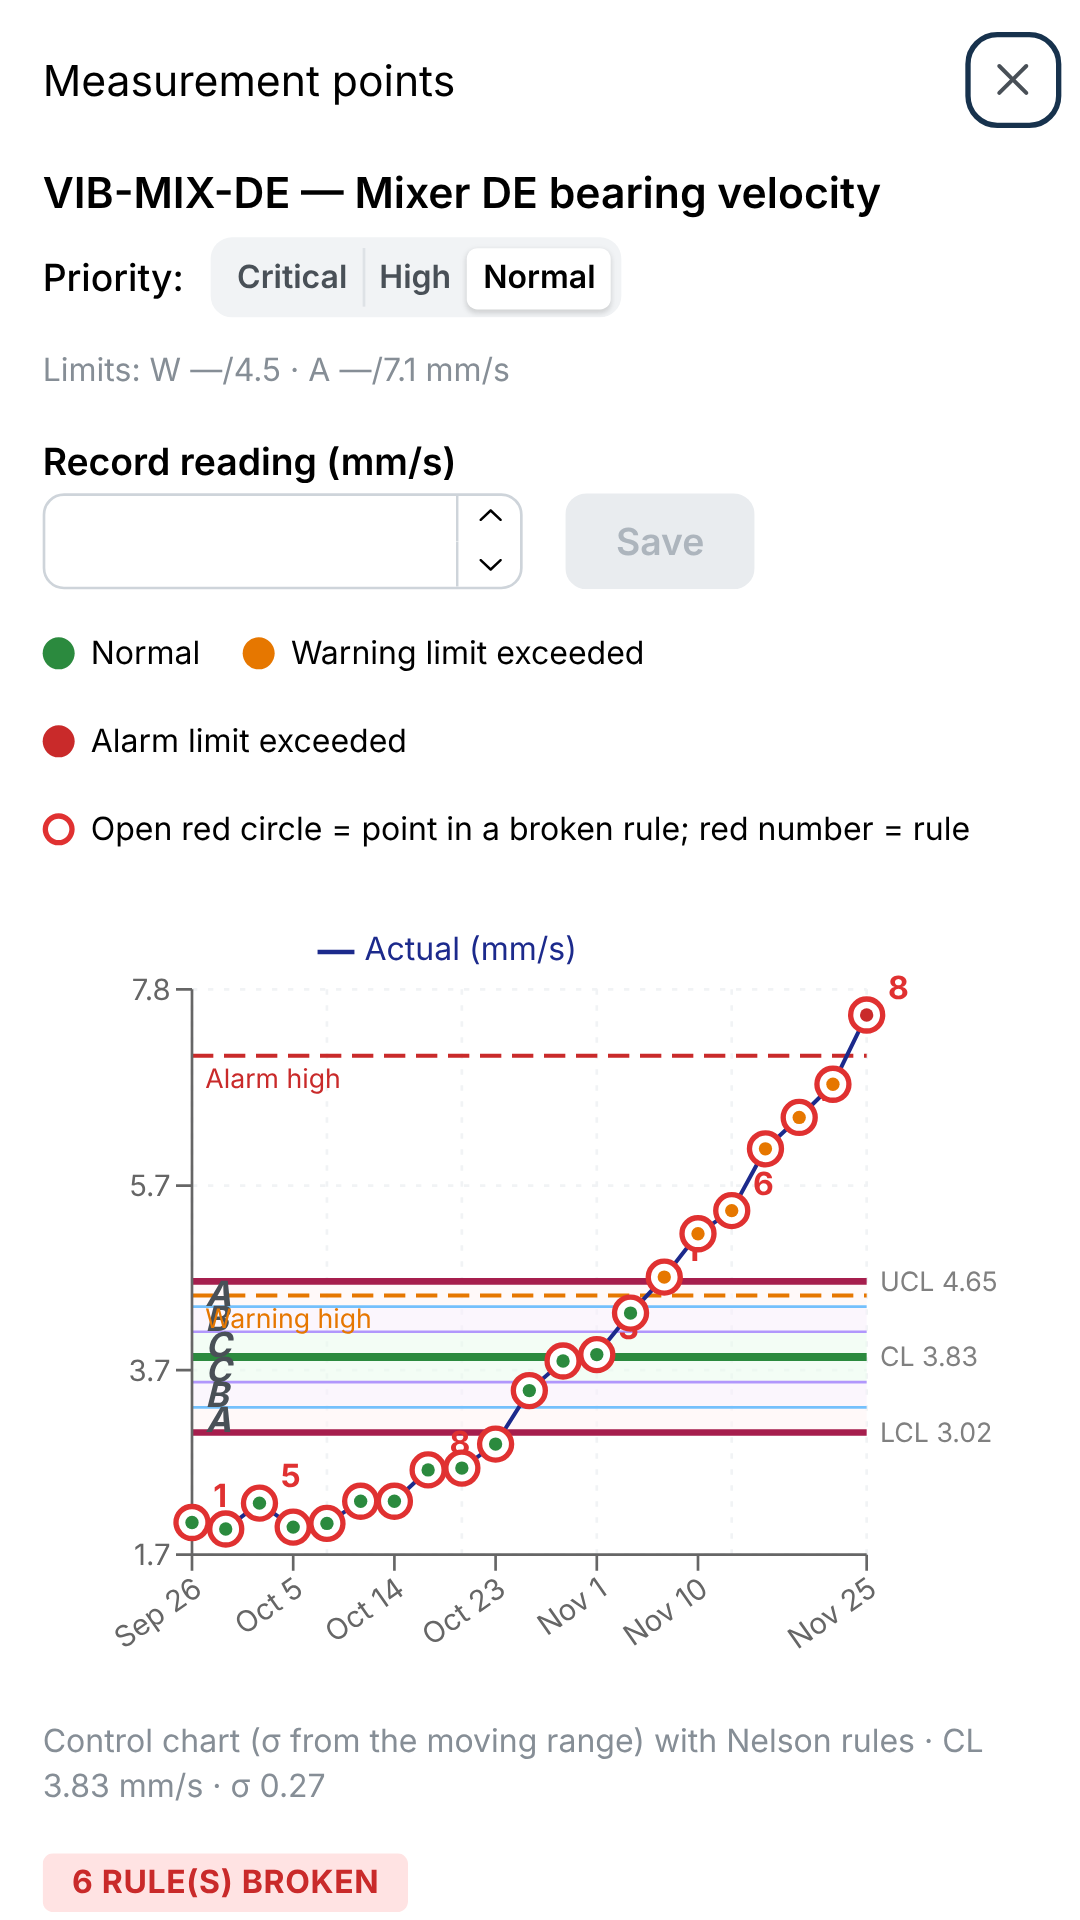 Measurement points
VIB-MIX-DE — Mixer DE bearing velocity
Priority: Critical High Normal
Limits: W —/4.5 · A —/7.1 mm/s
Record reading (mm/s)
Save
Normal Warning limit exceeded
Alarm limit exceeded
Open red circle = point in a broken rule; red number = rule
Actual (mm/s)
7.8
8
Alarm high
5.7
6
UCL 4.65
A
B
Warning high
C
CL 3.83
3.7
C
B
A
LCL 3.02
8
5
1
1.7
Sep 26 Oct 5 Oct 14 Oct 23 Nov 1 Nov 10 Nov 25
Control chart (σ from the moving range) with Nelson rules · CL
3.83 mm/s · σ 0.27
6 RULE(S) BROKEN